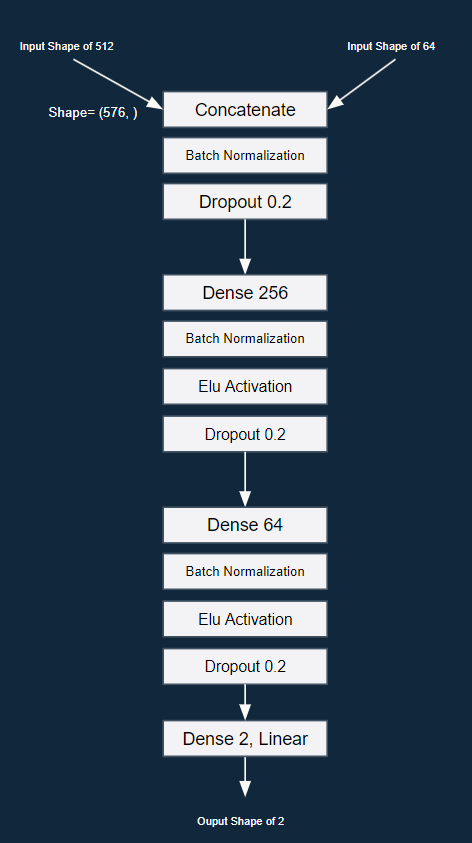 Input Shape of 512
Input Shape of 64
Shape= (576, )
Concatenate
Batch Normalization
Dropout 0.2
Dense 256
Batch Normalization
Elu Activation
Dropout 0.2
Dense 64
Batch Normalization
Elu Activation
Dropout 0.2
Dense 2, Linear
Ouput Shape of 2